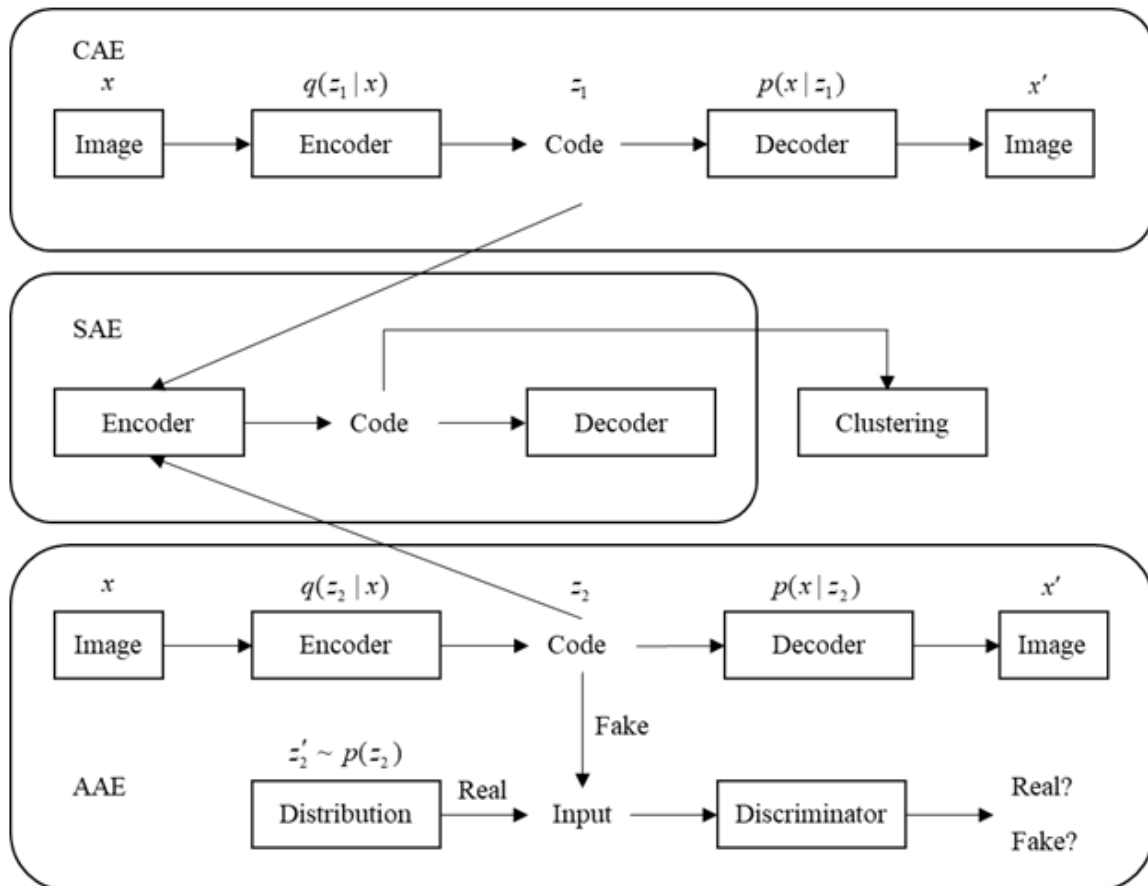 CAE
x q(z₁ | x) z₁ p(x | z₁) x′
Image Encoder Code Decoder Image
SAE
Encoder Code Decoder Clustering
x q(z₂ | x) z₂ p(x | z₂) x′
Image Encoder Code Decoder Image
Fake
z₂′ ~ p(z₂)
AAE Distribution Real Input Discriminator Real?
Fake?